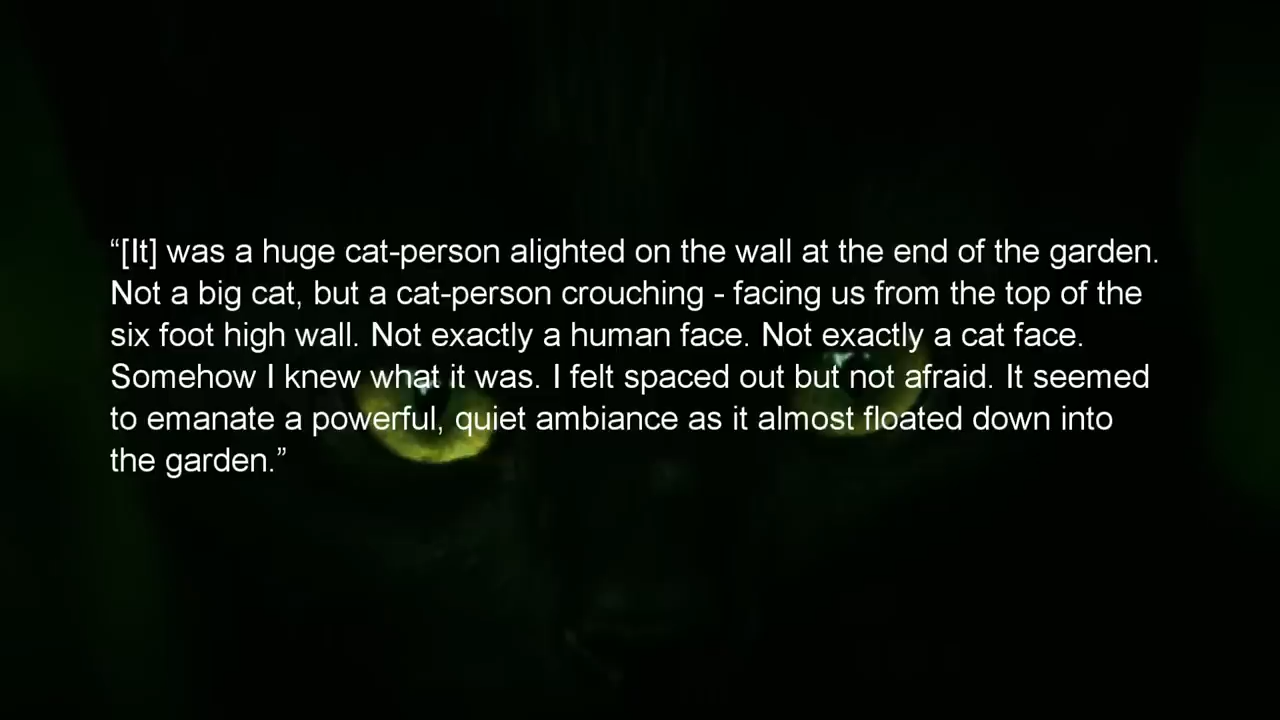 “[It] was a huge cat-person alighted on the wall at the end of the garden.
Not a big cat, but a cat-person crouching - facing us from the top of the
six foot high wall. Not exactly a human face. Not exactly a cat face.
Somehow I knew what it was. I felt spaced out but not afraid. It seemed
to emanate a powerful, quiet ambiance as it almost floated down into
the garden.”